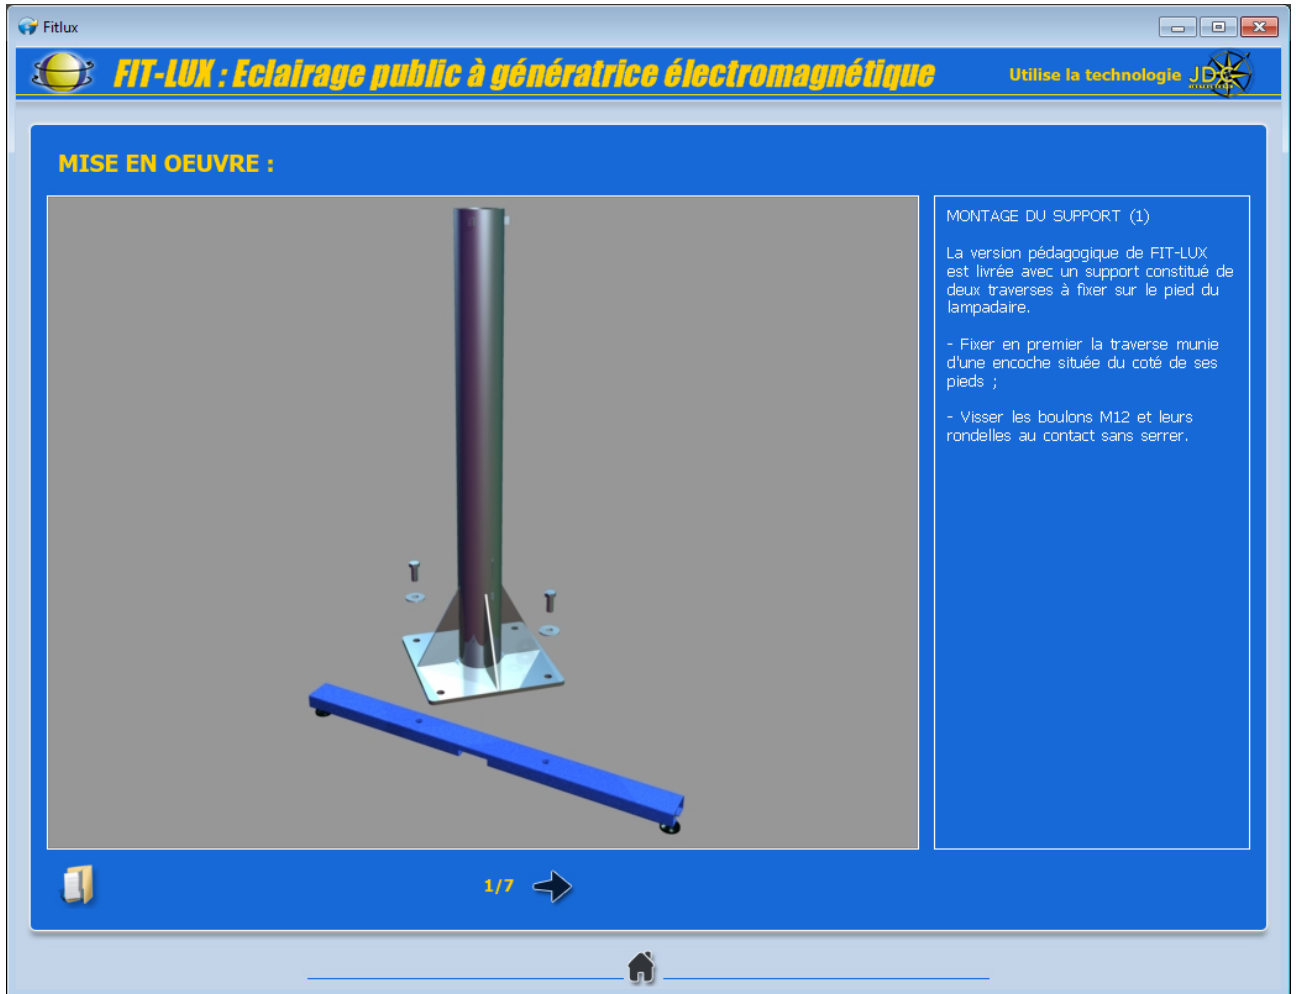 Fitlux
FIT-LUX : Eclairage public à génératrice électromagnétique
Utilise la technologie JDC
MISE EN OEUVRE :
MONTAGE DU SUPPORT (1)
La version pédagogique de FIT-LUX
est livrée avec un support constitué de
deux traverses à fixer sur le pied du
lampadaire.
- Fixer en premier la traverse munie
d'une encoche située du coté de ses
pieds ;
- Visser les boulons M12 et leurs
rondelles au contact sans serrer.
1/7